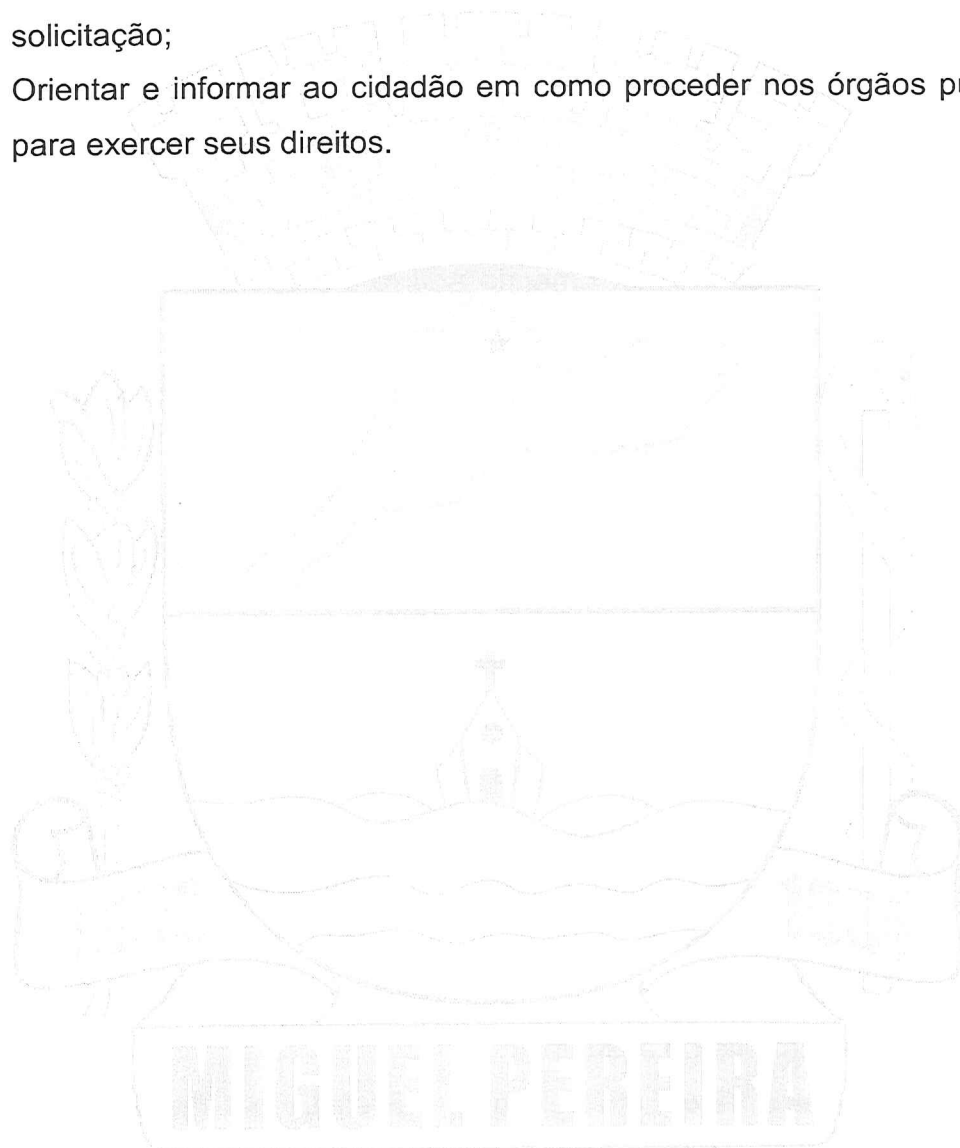 solicitação;
Orientar e informar ao cidadão em como proceder nos órgãos
para exercer seus direitos.
MIGUEL PEREIRA